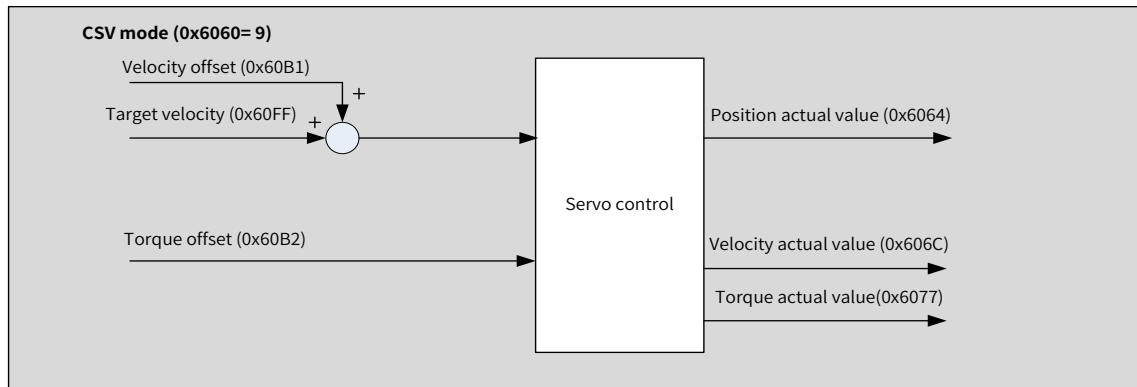 CSV mode (0x6060= 9)
Velocity offset (0x60B1)
+
Target velocity (0x60FF)
+
Position actual value (0x6064)
Servo control
Torque offset (0x60B2)
Velocity actual value (0x606C)
Torque actual value(0x6077)